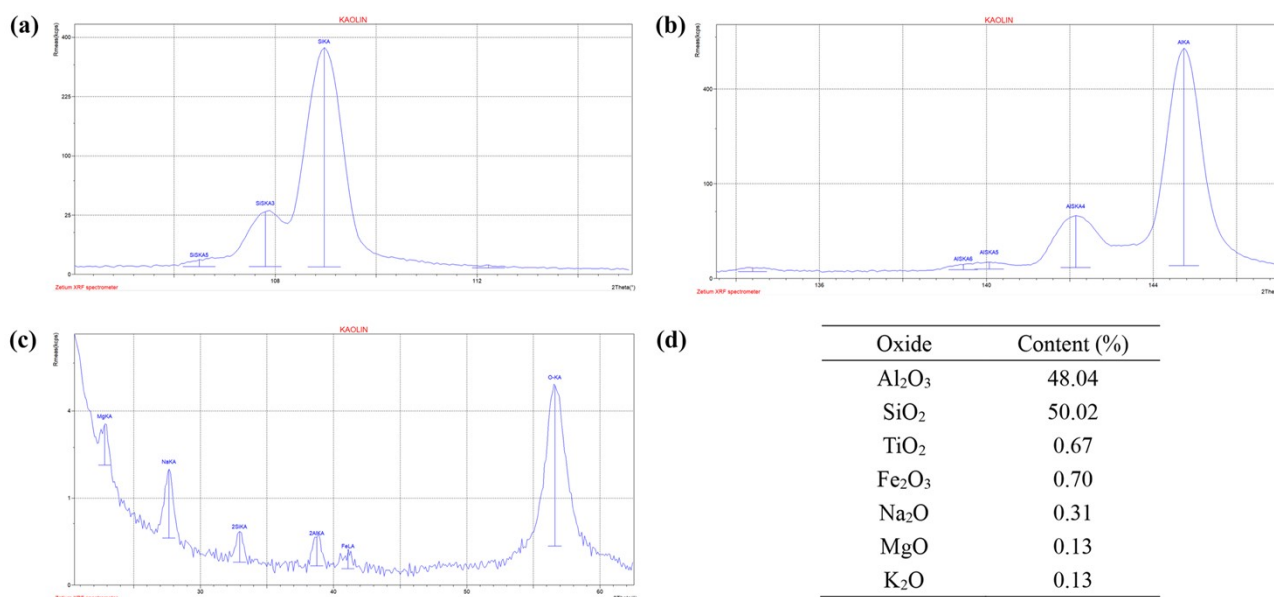 (a)
KAOLIN
Rmeas(kcps)
400
225
100
25
0
SiKA
SiSKA3
SiSKA5
108
112
2Theta(°)
Zetium XRF spectrometer
(b)
KAOLIN
Rmeas(kcps)
400
100
0
AlKA
AlSKA4
AlSKA5
AlSKA6
136
140
144
Zetium XRF spectrometer
(c)
KAOLIN
Rmeas(kcps)
4
1
0
MgKA
NaKA
2SiKA
2AlKA
FeLA
O-KA
30
40
50
60
(d)
Oxide Content (%)
Al₂O₃ 48.04
SiO₂ 50.02
TiO₂ 0.67
Fe₂O₃ 0.70
Na₂O 0.31
MgO 0.13
K₂O 0.13